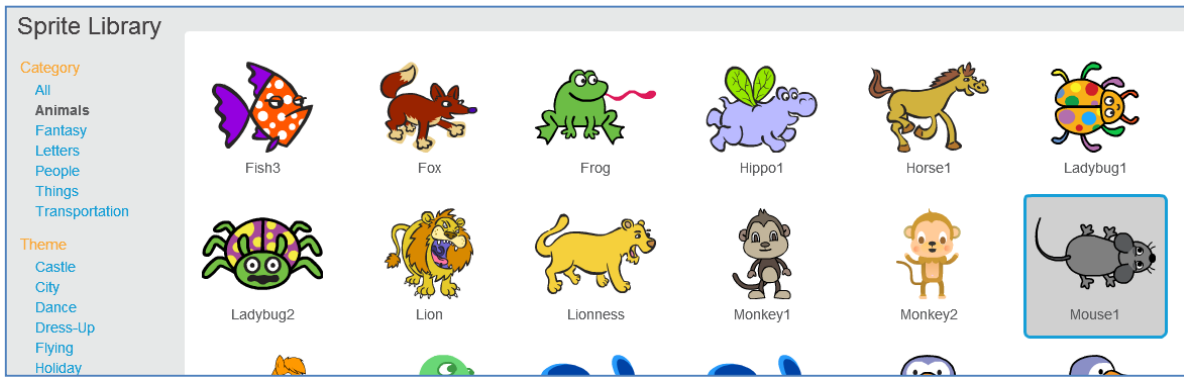 Sprite Library
Category
All
Animals
Fantasy
Letters
People
Things
Transportation
Theme
Castle
City
Dance
Dress-Up
Flying
Holiday
Fish3
Fox
Frog
Hippo1
Horse1
Ladybug1
Ladybug2
Lion
Lionness
Monkey1
Monkey2
Mouse1